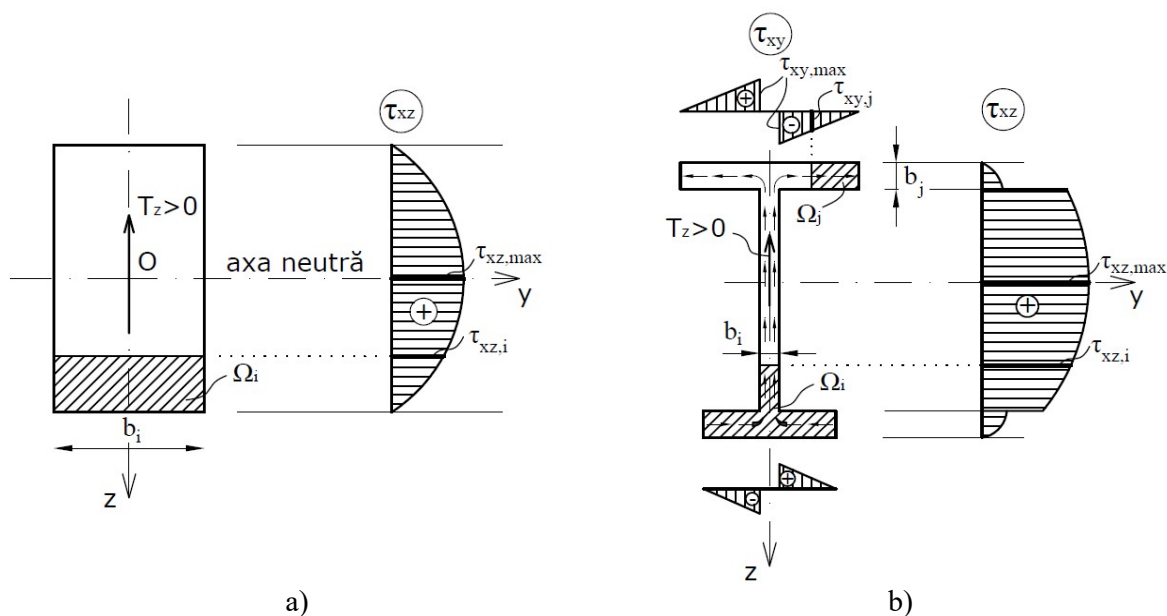 τxz
Tz>0
O
axa neutră
τxz,max
y
+
τxz,i
Ωi
bi
z
a)
τxy
τxy,max
+
-
τxy,j
τxz
bj
Ωj
Tz>0
τxz,max
y
+
bi
τxz,i
Ωi
+
-
z
b)